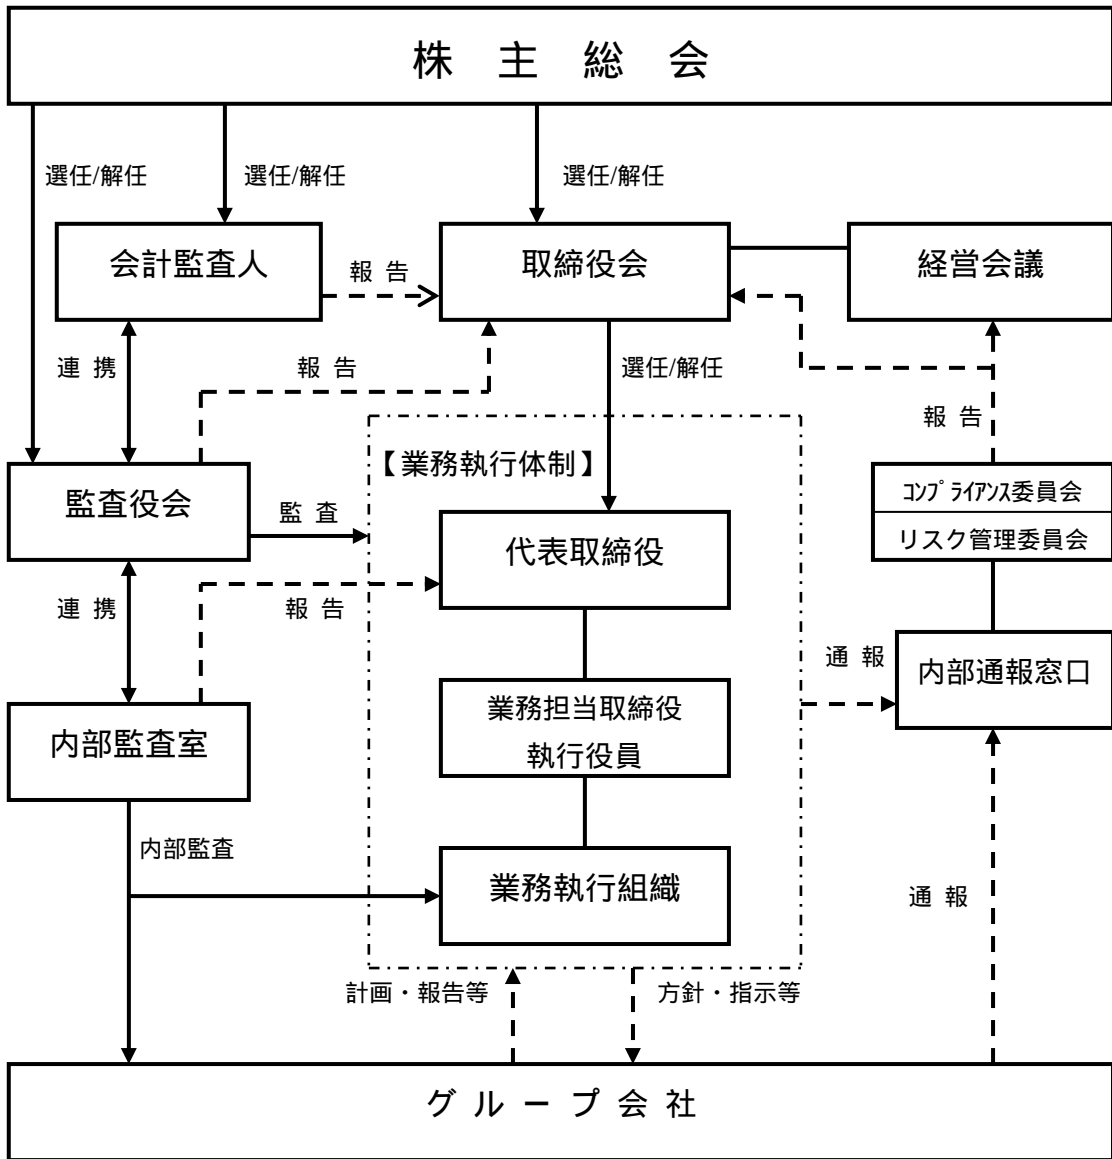 株 主 総 会
選任/解任
選任/解任
選任/解任
会計監査人
報 告
取締役会
経営会議
連 携
報 告
選任/解任
報 告
【業務執行体制】
監査役会
監 査
コンプライアンス委員会
リスク管理委員会
代表取締役
連 携
報 告
通 報
内部通報窓口
内部監査室
業務担当取締役
執行役員
内部監査
業務執行組織
通 報
計画・報告等
方針・指示等
グ ル ー プ 会 社